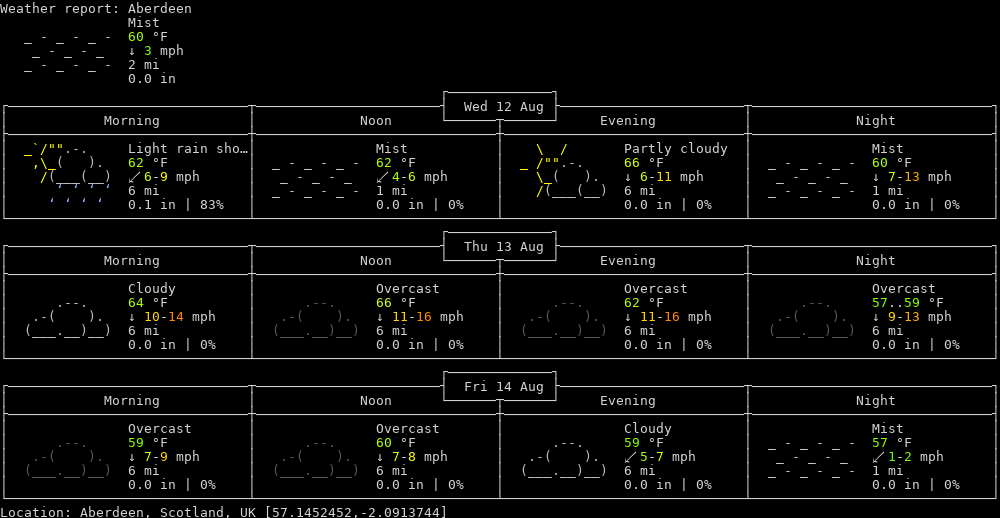 Weather report: Aberdeen
Mist
60 °F
↓ 3 mph
2 mi
0.0 in
Wed 12 Aug
Morning Noon Evening Night
Light rain sho… Mist Partly cloudy Mist
62 °F 62 °F 66 °F 60 °F
↙ 6-9 mph ↙ 4-6 mph ↓ 6-11 mph ↓ 7-13 mph
6 mi 1 mi 6 mi 1 mi
0.1 in | 83% 0.0 in | 0% 0.0 in | 0% 0.0 in | 0%
Thu 13 Aug
Morning Noon Evening Night
Cloudy Overcast Overcast Overcast
64 °F 66 °F 62 °F 57..59 °F
↓ 10-14 mph ↓ 11-16 mph ↓ 11-16 mph ↓ 9-13 mph
6 mi 6 mi 6 mi 6 mi
0.0 in | 0% 0.0 in | 0% 0.0 in | 0% 0.0 in | 0%
Fri 14 Aug
Morning Noon Evening Night
Overcast Overcast Cloudy Mist
59 °F 60 °F 59 °F 57 °F
↓ 7-9 mph ↓ 7-8 mph ↙ 5-7 mph ↙ 1-2 mph
6 mi 6 mi 6 mi 1 mi
0.0 in | 0% 0.0 in | 0% 0.0 in | 0% 0.0 in | 0%
Location: Aberdeen, Scotland, UK [57.1452452,-2.0913744]